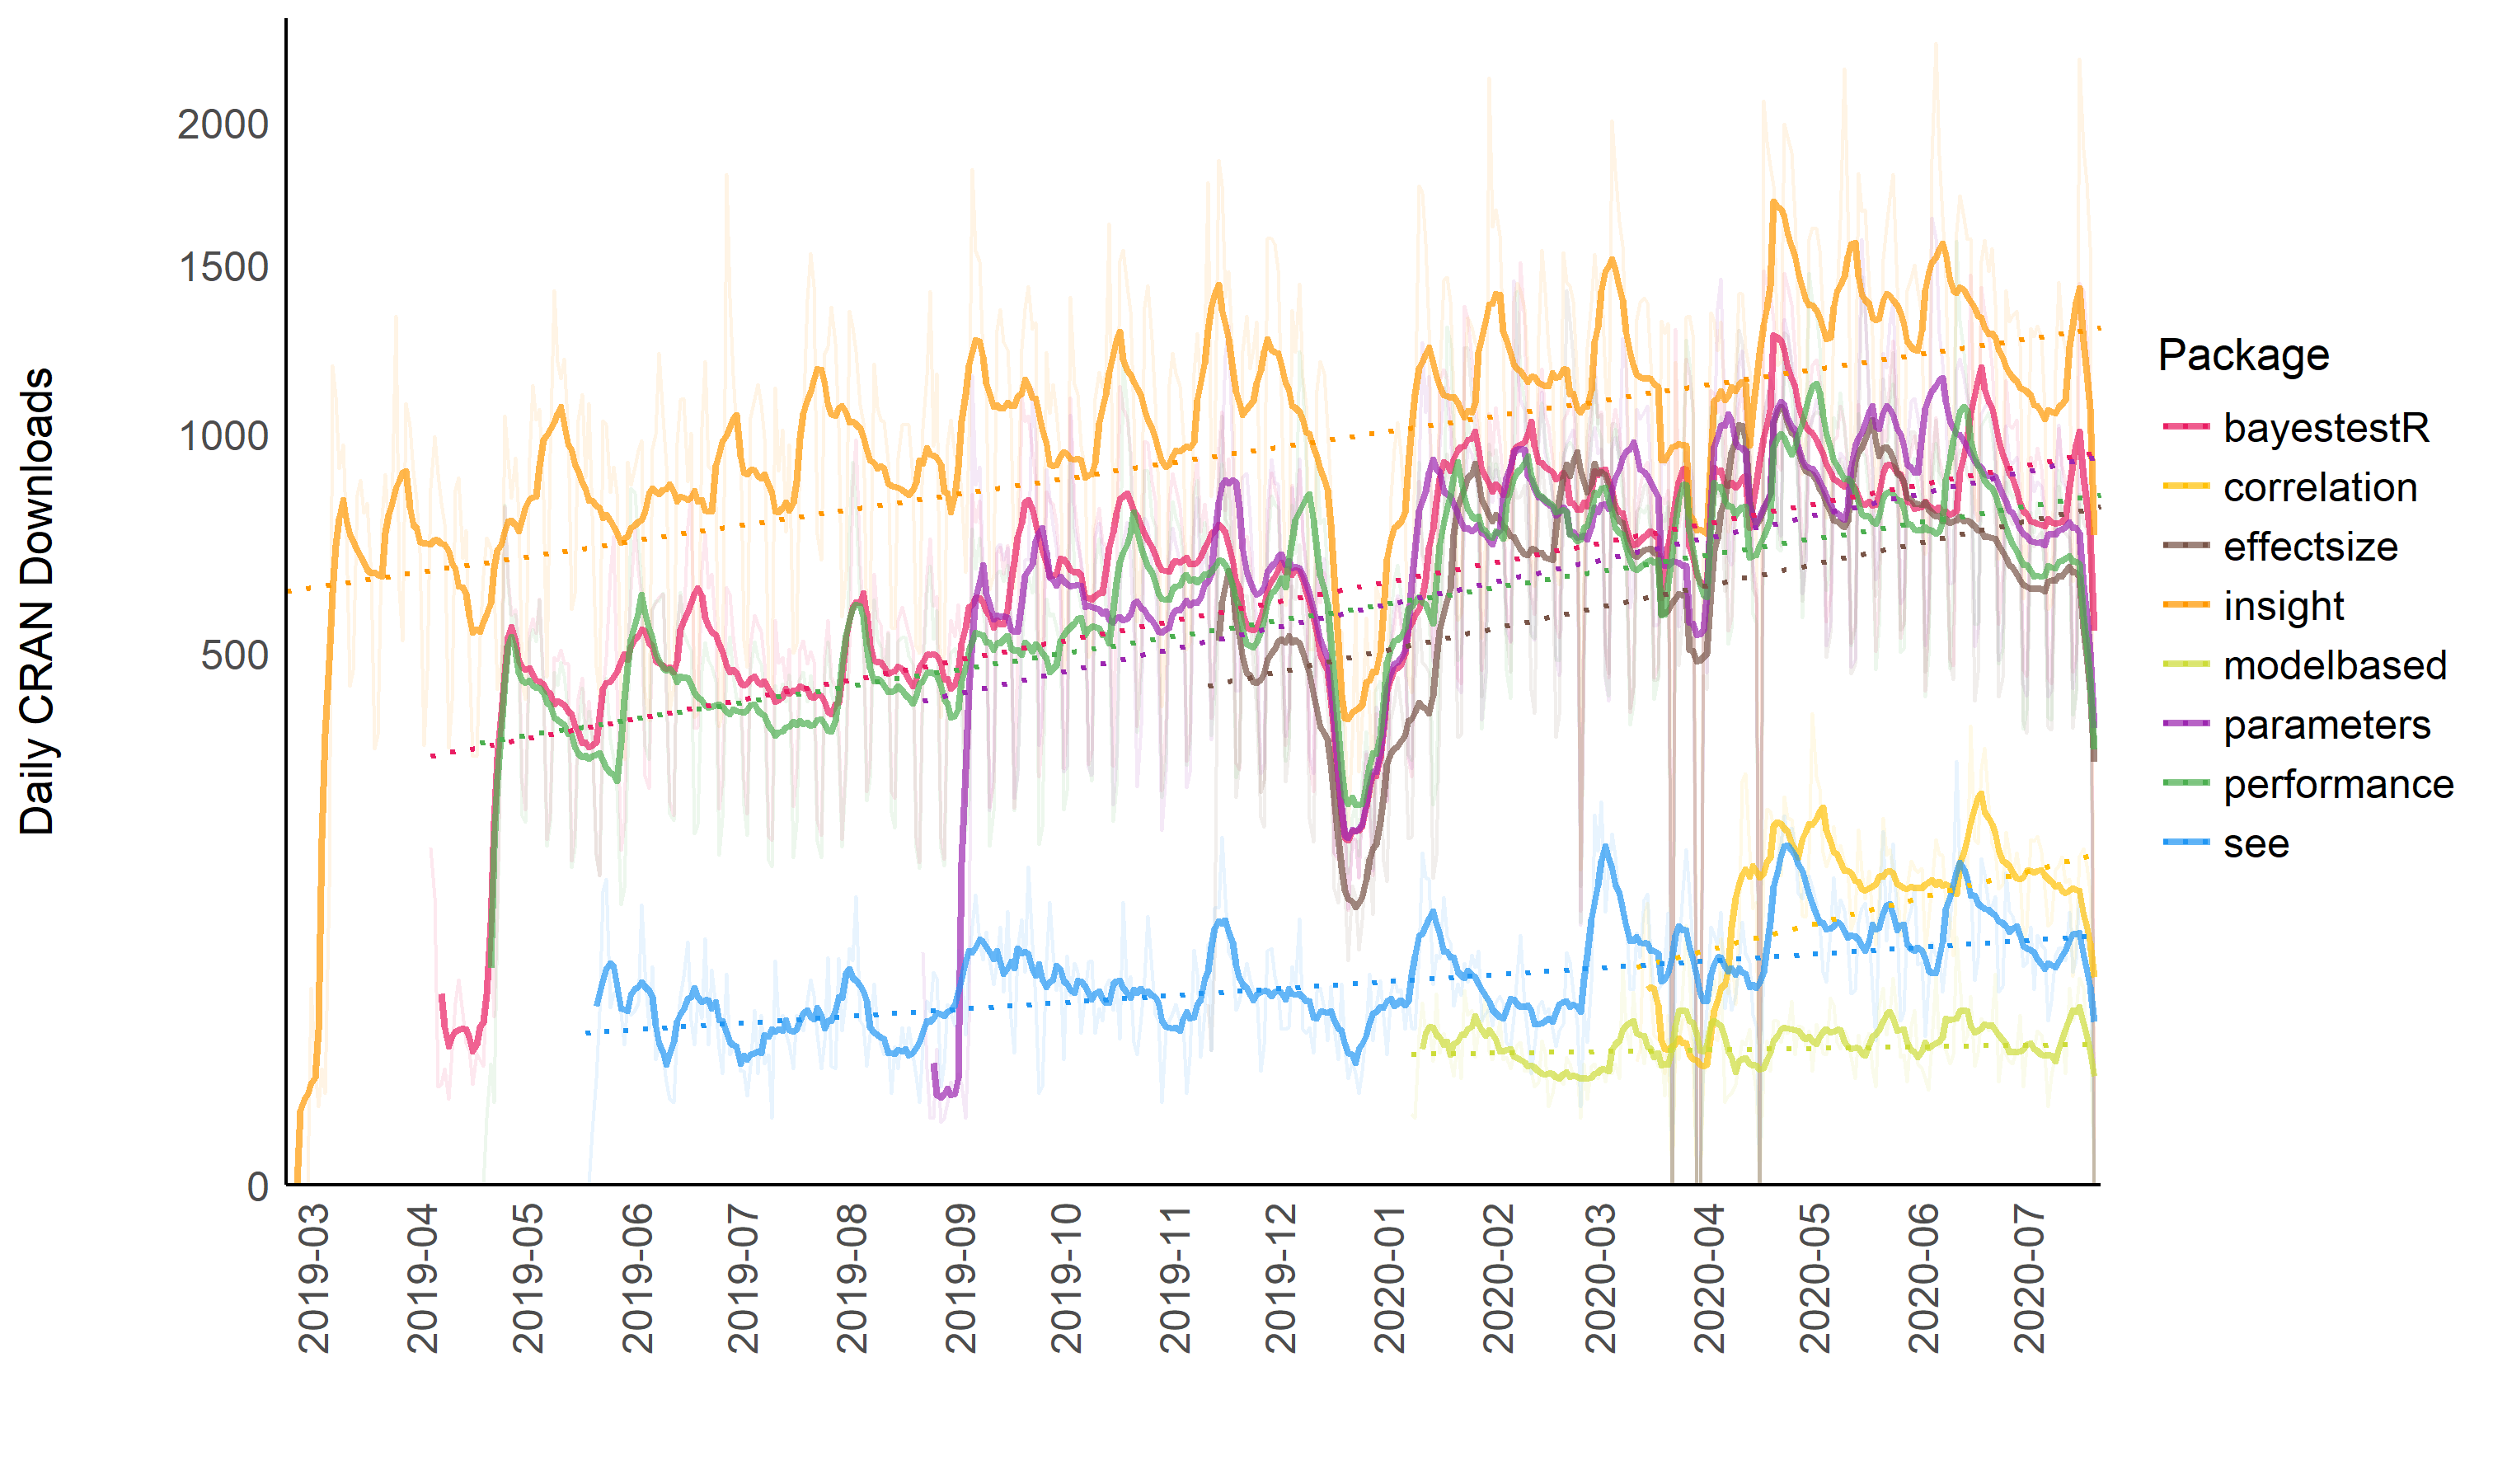 Daily CRAN Downloads
2000
1500
1000
500
0
2019-03
2019-04
2019-05
2019-06
2019-07
2019-08
2019-09
2019-10
2019-11
2019-12
2020-01
2020-02
2020-03
2020-04
2020-05
2020-06
2020-07
Package
bayestestR
correlation
effectsize
insight
modelbased
parameters
performance
see